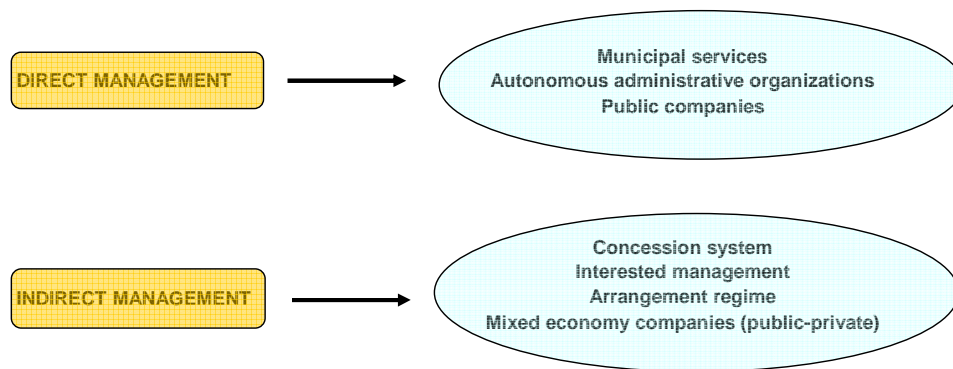 DIRECT MANAGEMENT
Municipal services
Autonomous administrative organizations
Public companies
INDIRECT MANAGEMENT
Concession system
Interested management
Arrangement regime
Mixed economy companies (public-private)